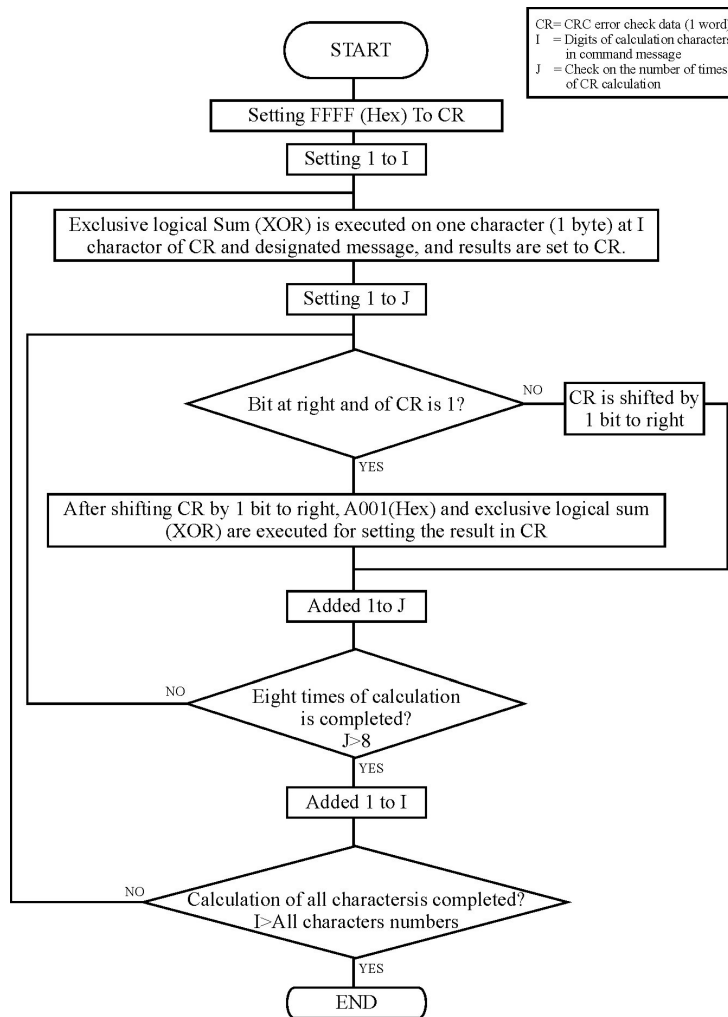 CR= CRC error check data (1 word)
I = Digits of calculation characters
in command message
J = Check on the number of times
of CR calculation
START
Setting FFFF (Hex) To CR
Setting 1 to I
Exclusive logical Sum (XOR) is executed on one character (1 byte) at I
charactor of CR and designated message, and results are set to CR.
Setting 1 to J
Bit at right and of CR is 1?
NO
CR is shifted by
1 bit to right
YES
After shifting CR by 1 bit to right, A001(Hex) and exclusive logical sum
(XOR) are executed for setting the result in CR
Added 1to J
NO
Eight times of calculation
is completed?
J>8
YES
Added 1 to I
NO
Calculation of all charactersis completed?
I>All characters numbers
YES
END